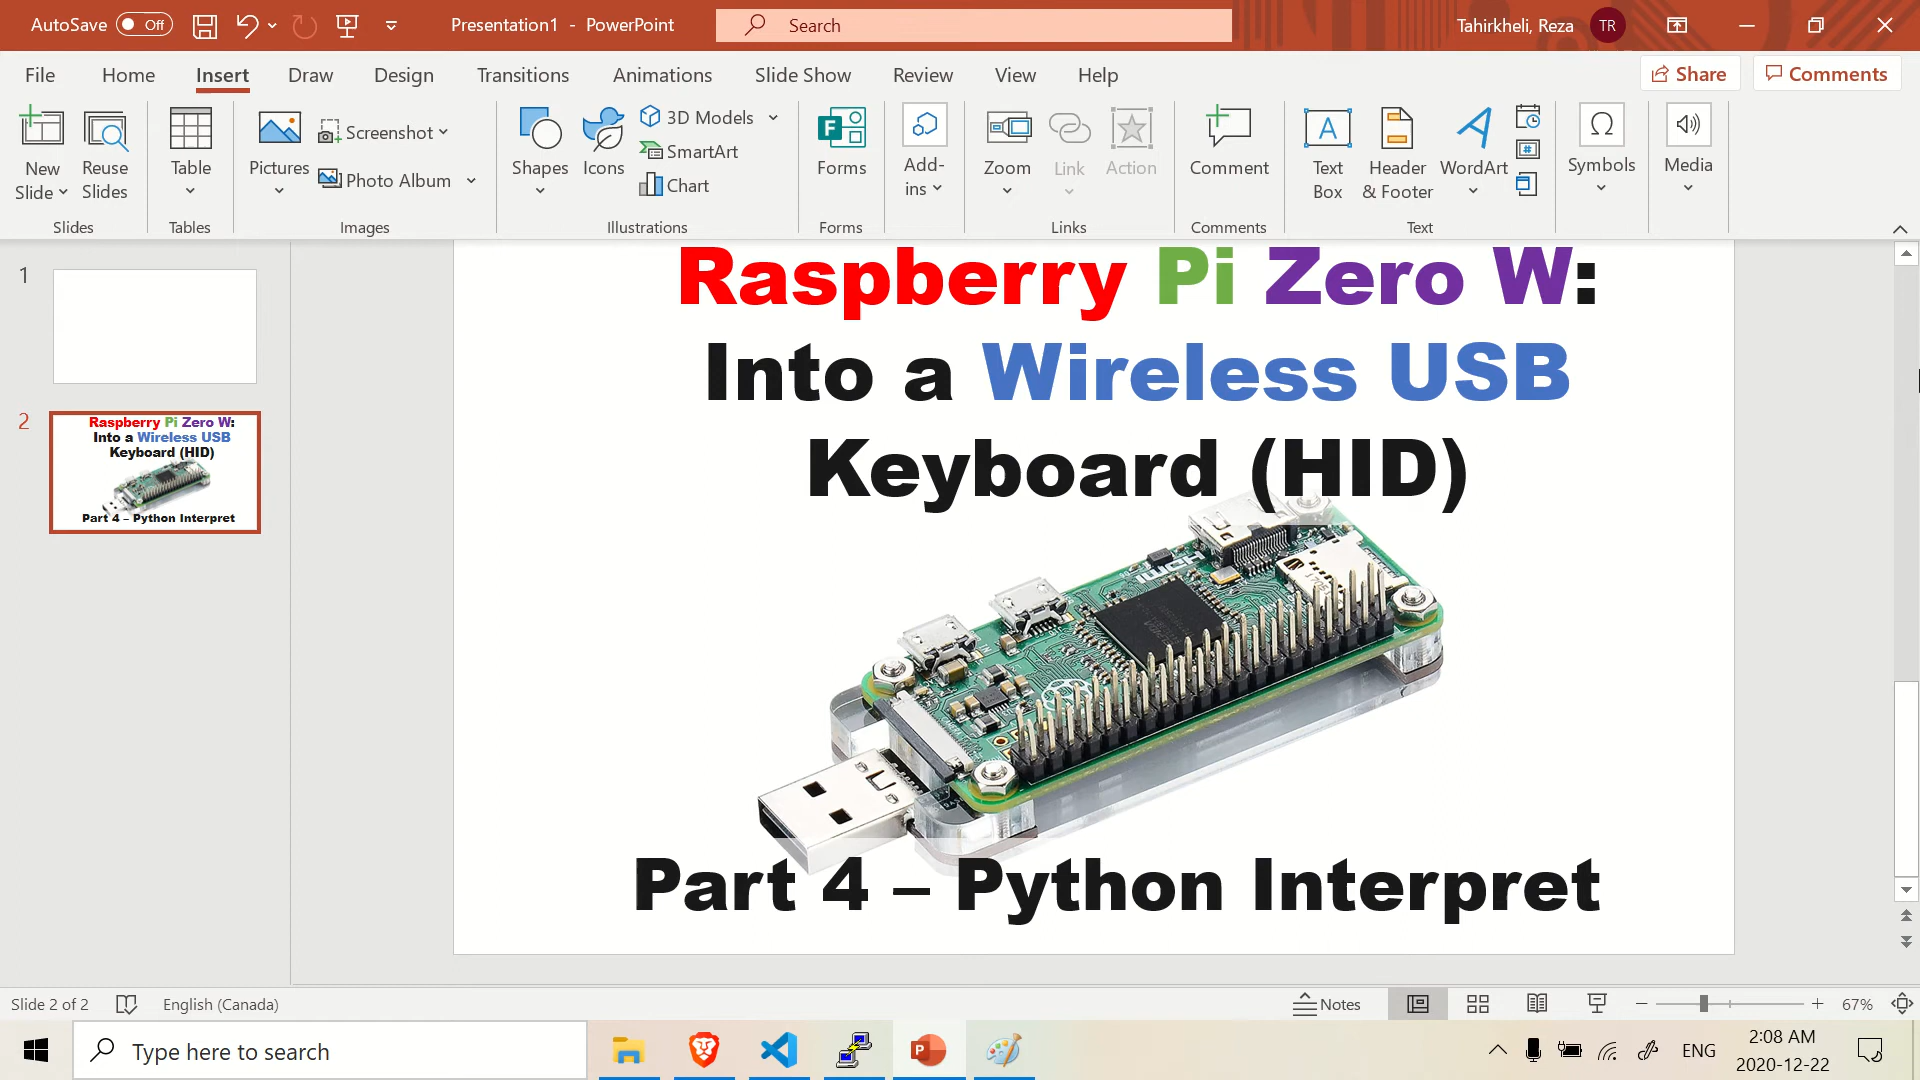 AutoSave Off Presentation1 - PowerPoint Search Tahirkheli, Reza TR
File Home Insert Draw Design Transitions Animations Slide Show Review View Help Share Comments
New Slide Reuse Slides Table Pictures Screenshot Photo Album Shapes Icons 3D Models SmartArt Chart Forms Add-ins Zoom Link Action Comment Text Box Header & Footer WordArt Symbols Media
Slides Tables Images Illustrations Forms Links Comments Text
1
2
Raspberry Pi Zero W:
Into a Wireless USB
Keyboard (HID)
Part 4 – Python Interpret
Raspberry Pi Zero W:
Into a Wireless USB
Keyboard (HID)
HDMI
Part 4 – Python Interpret
Slide 2 of 2 English (Canada) Notes 67%
Type here to search ENG 2:08 AM
2020-12-22